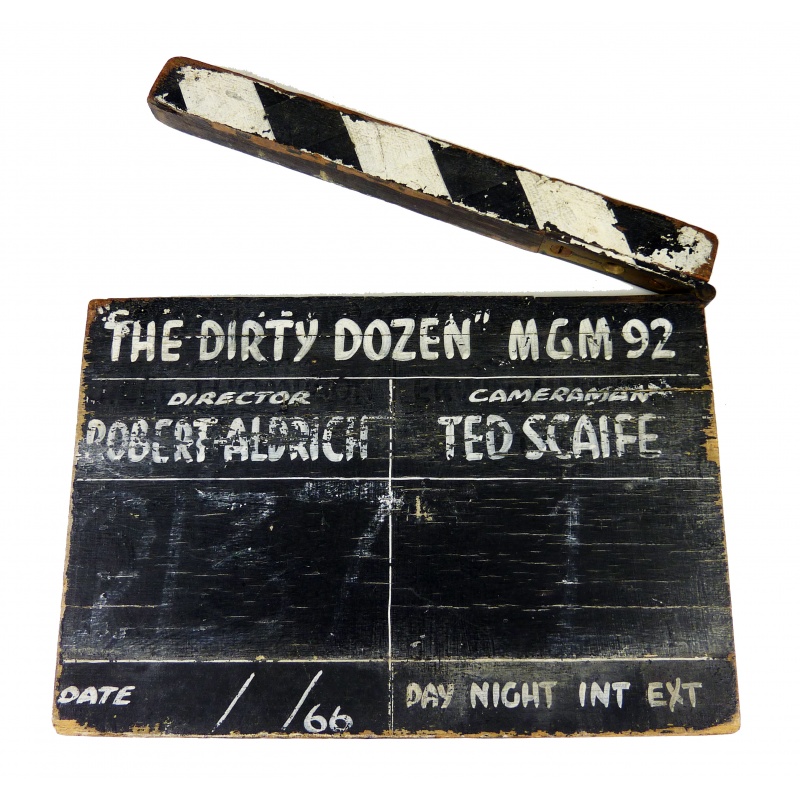 "THE DIRTY DOZEN" MGM 92
DIRECTOR
ROBERT ALDRICH
CAMERAMAN
TED SCAIFE
DATE / /66
DAY NIGHT INT EXT